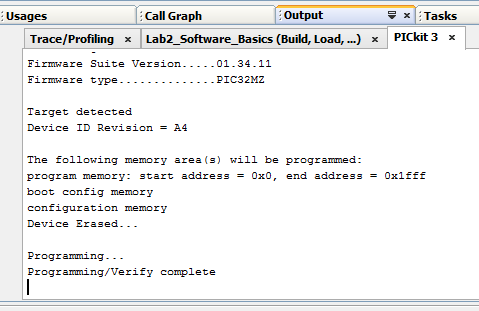 Usages Call Graph Output Tasks
Trace/Profiling Lab2_Software_Basics (Build, Load, ...) PICkit 3
Firmware Suite Version.....01.34.11
Firmware type..............PIC32MZ
Target detected
Device ID Revision = A4
The following memory area(s) will be programmed:
program memory: start address = 0x0, end address = 0x1fff
boot config memory
configuration memory
Device Erased...
Programming...
Programming/Verify complete